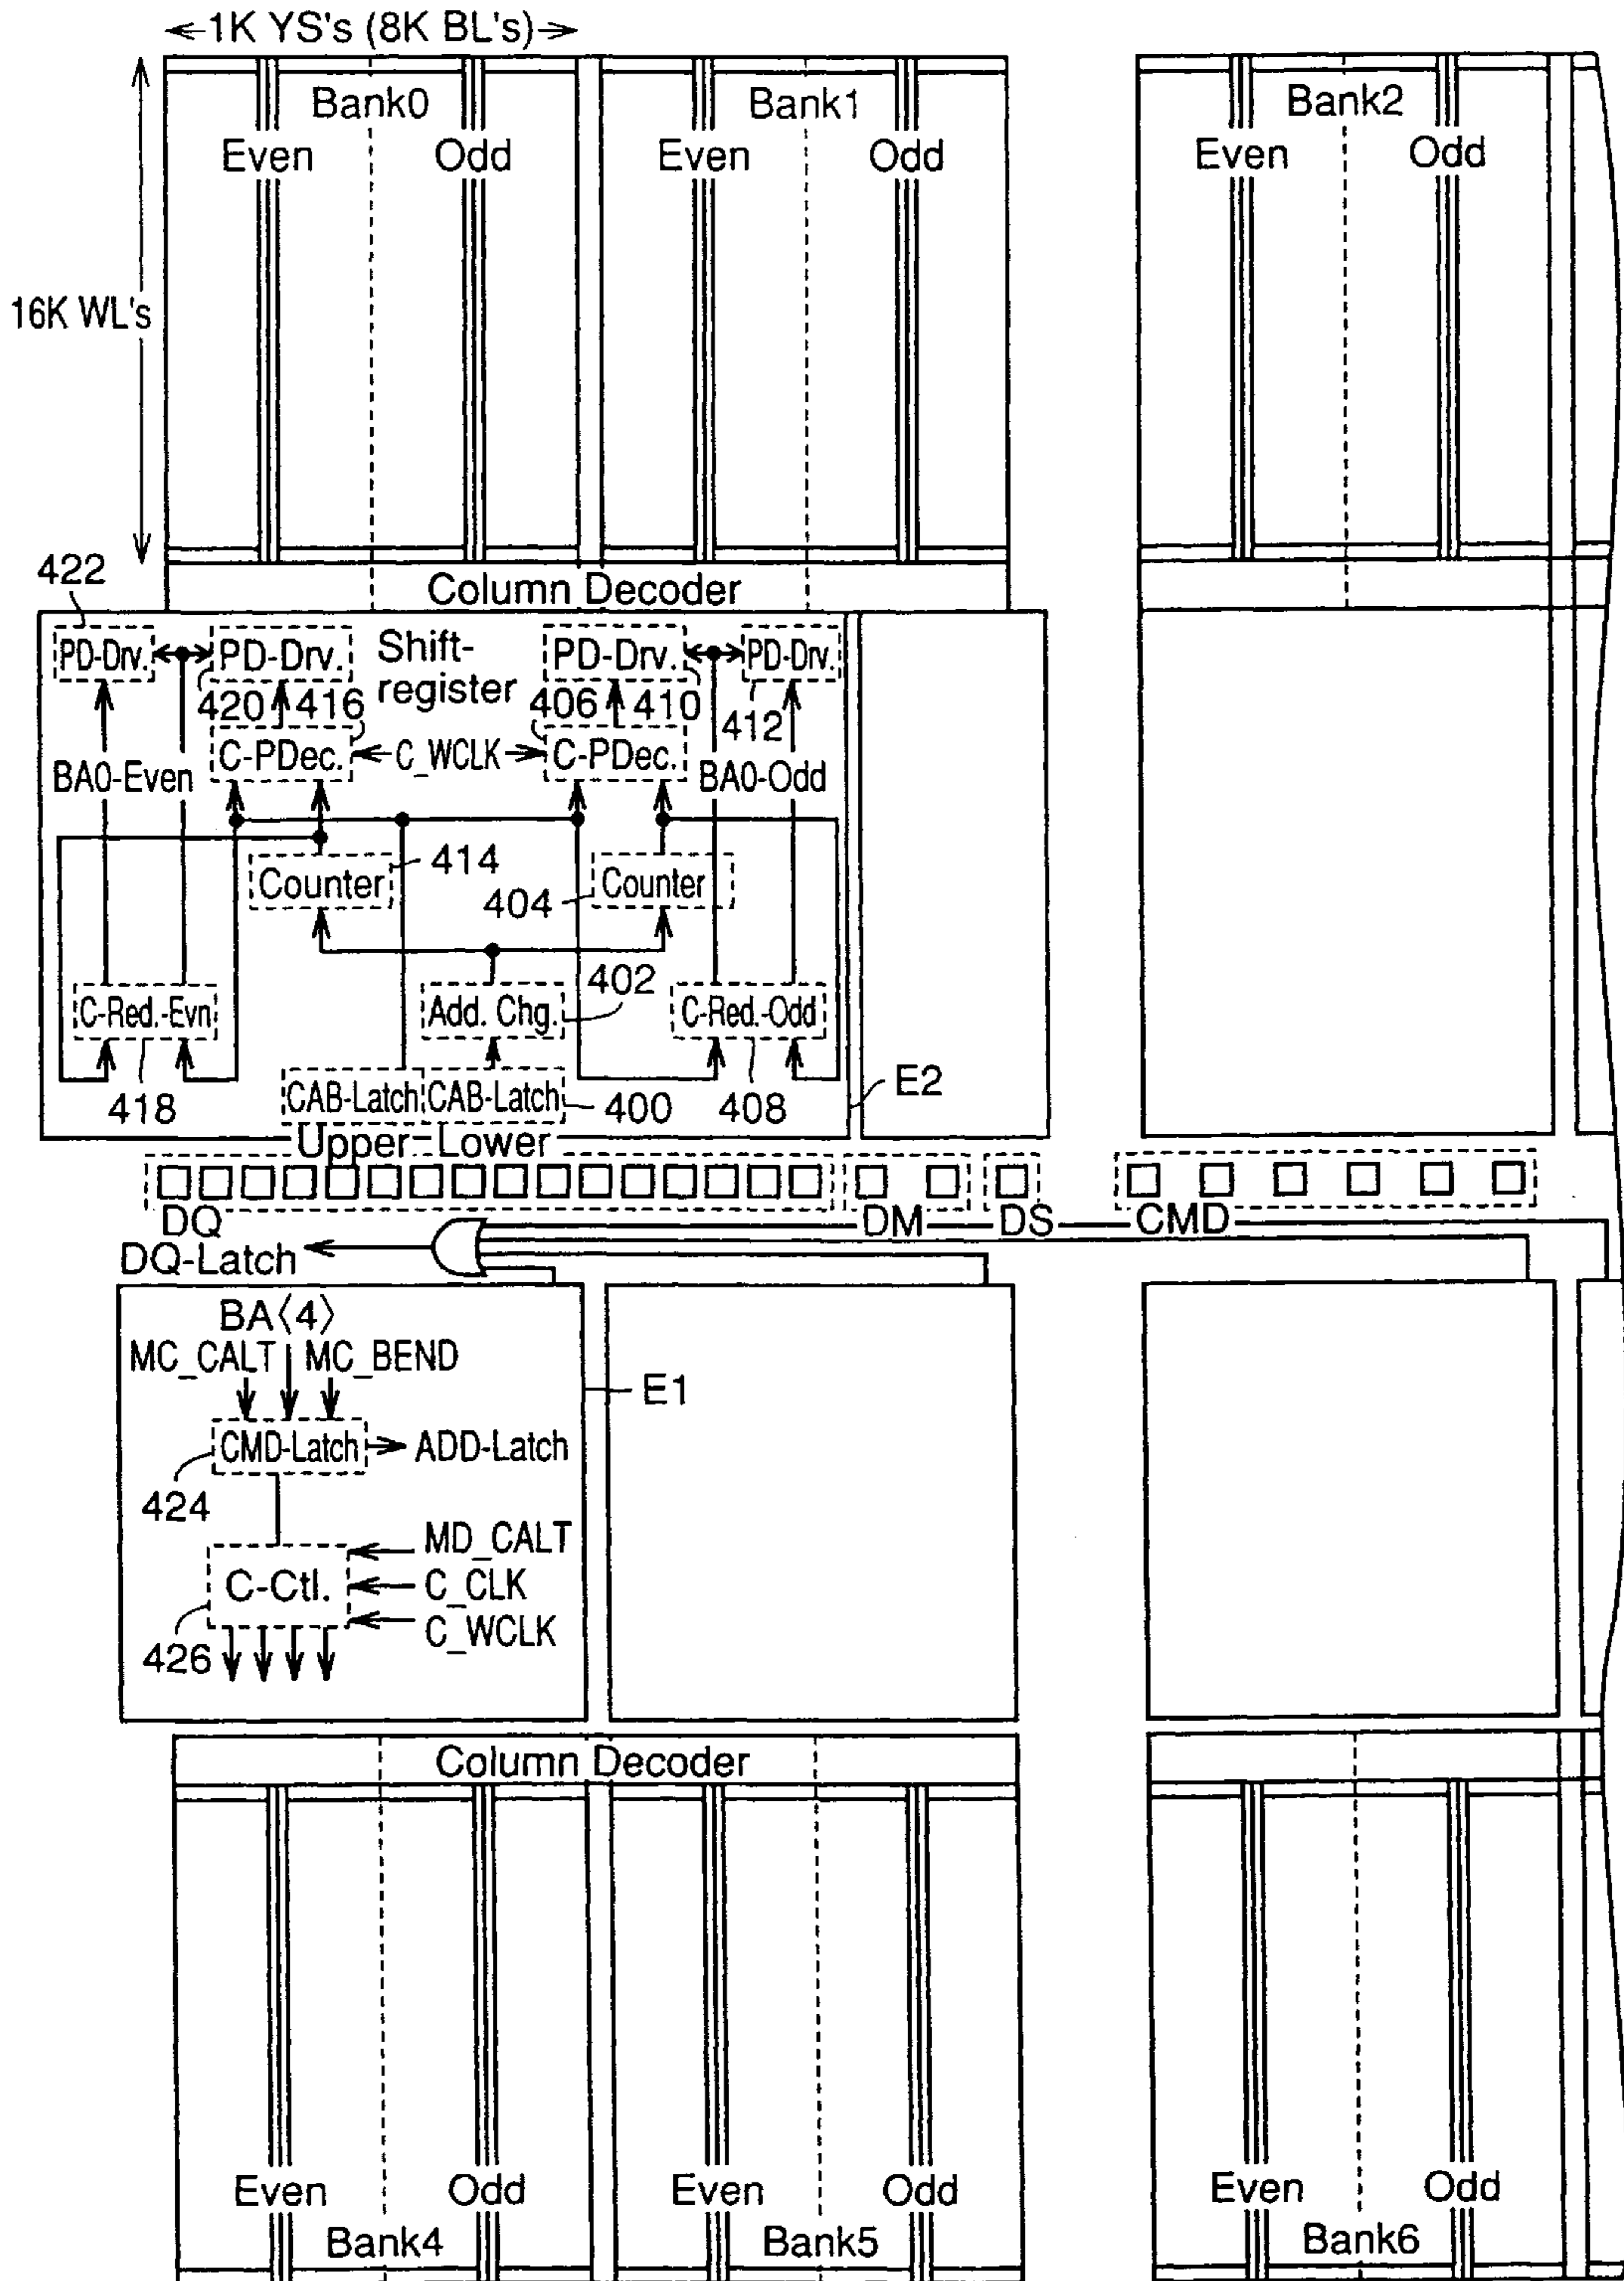 1K YS's (8K BL's)
Bank0 Bank1 Bank2
Even Odd Even Odd Even Odd
16K WL's
422
Column Decoder
PD-Drv. PD-Drv. Shift-register PD-Drv. PD-Drv.
420 416 406 410 412
C-PDec. C_WCLK C-PDec.
BA0-Even BA0-Odd
414
Counter Counter
404
402
C-Red.-Evn Add. Chg. C-Red.-Odd
E2
CAB-Latch CAB-Latch 400 408
418
Upper Lower
DQ DM DS CMD
DQ-Latch
BA〈4〉
MC_CALT MC_BEND
E1
CMD-Latch ADD-Latch
424
MD_CALT
C-Ctl. C_CLK
C_WCLK
426
Column Decoder
Even Odd Even Odd Even Odd
Bank4 Bank5 Bank6